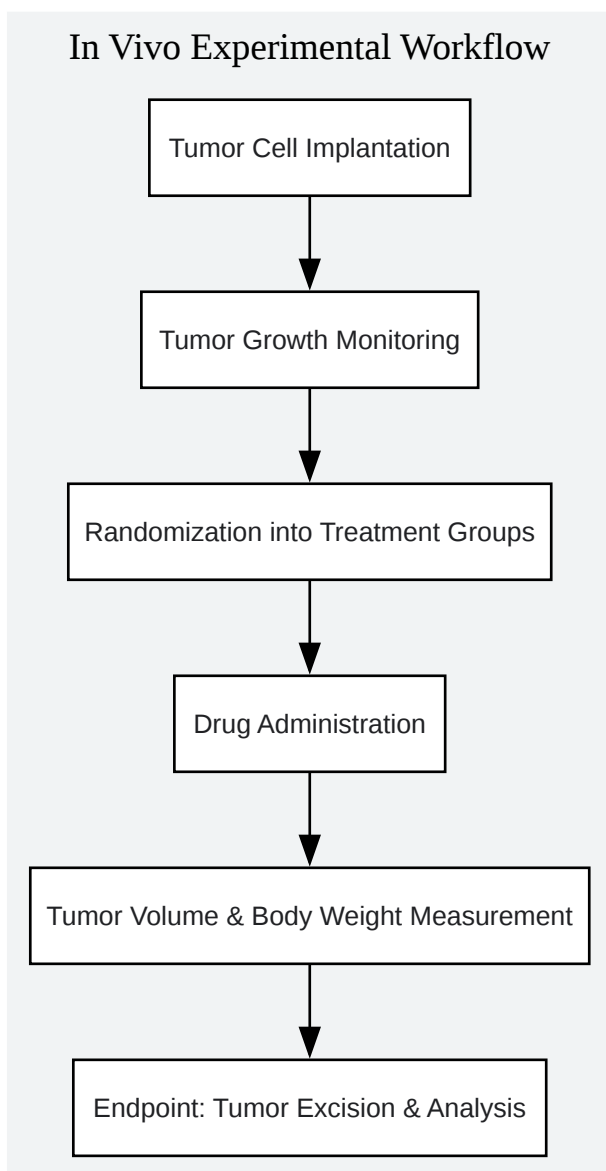 In Vivo Experimental Workflow
Tumor Cell Implantation
Tumor Growth Monitoring
Randomization into Treatment Groups
Drug Administration
Tumor Volume & Body Weight Measurement
Endpoint: Tumor Excision & Analysis